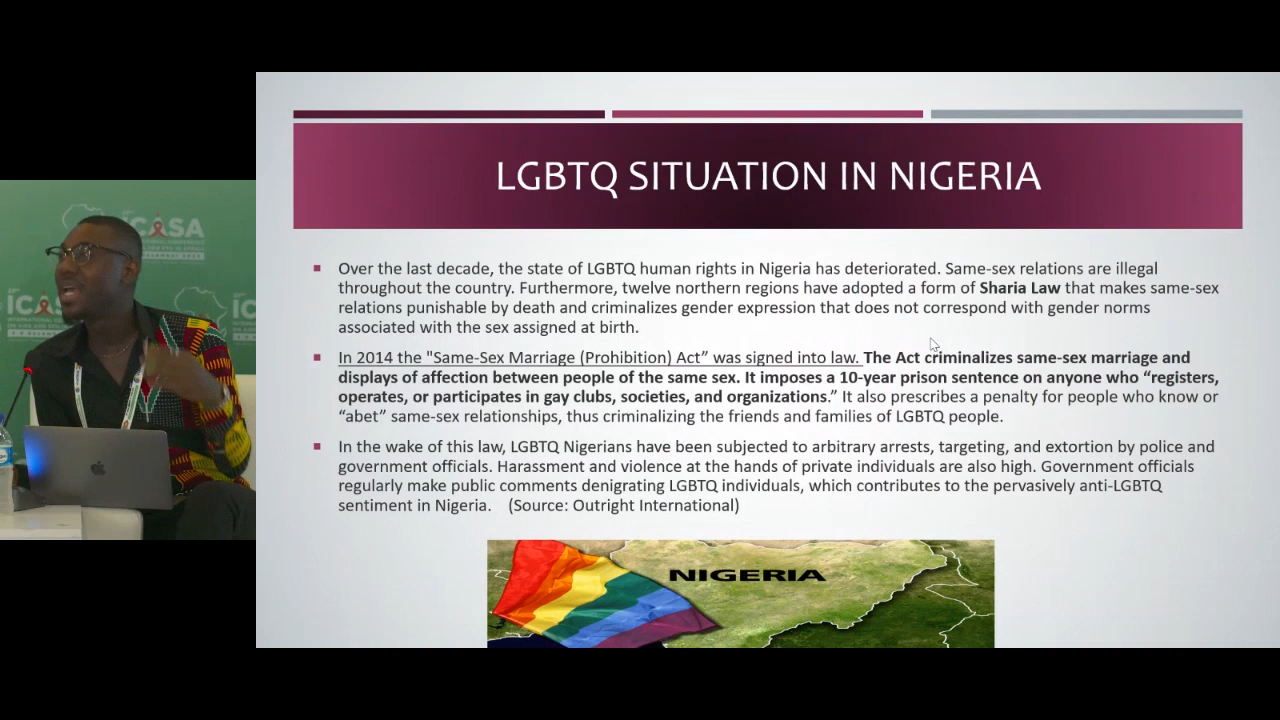 LGBTQ SITUATION IN NIGERIA
Over the last decade, the state of LGBTQ human rights in Nigeria has deteriorated. Same-sex relations are illegal
throughout the country. Furthermore, twelve northern regions have adopted a form of Sharia Law that makes same-sex
relations punishable by death and criminalizes gender expression that does not correspond with gender norms
associated with the sex assigned at birth.
In 2014 the "Same-Sex Marriage (Prohibition) Act” was signed into law. The Act criminalizes same-sex marriage and
displays of affection between people of the same sex. It imposes a 10-year prison sentence on anyone who “registers,
operates, or participates in gay clubs, societies, and organizations.” It also prescribes a penalty for people who know or
“abet” same-sex relationships, thus criminalizing the friends and families of LGBTQ people.
In the wake of this law, LGBTQ Nigerians have been subjected to arbitrary arrests, targeting, and extortion by police and
government officials. Harassment and violence at the hands of private individuals are also high. Government officials
regularly make public comments denigrating LGBTQ individuals, which contributes to the pervasively anti-LGBTQ
sentiment in Nigeria. (Source: Outright International)
NIGERIA
ICASA
ICASA